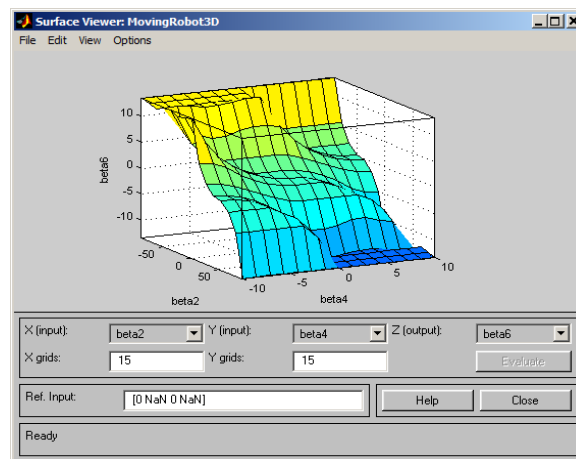 Surface Viewer: MovingRobot3D
File Edit View Options
10
5
0
-5
-10
beta6
-50
0
50
beta2
-10
-5
0
5
10
beta4
X (input): beta2 Y (input): beta4 Z (output): beta6
X grids: 15 Y grids: 15 Evaluate
Ref. Input: [0 NaN 0 NaN] Help Close
Ready